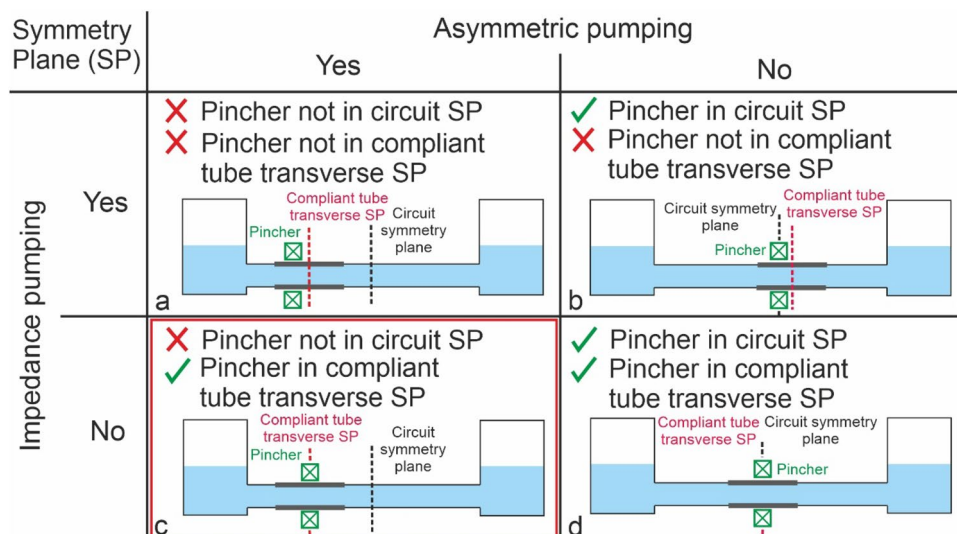 Symmetry
Plane (SP)
Asymmetric pumping
Yes
No
Impedance pumping
Yes
Pincher not in circuit SP
Pincher not in compliant
tube transverse SP
Compliant tube
transverse SP
Circuit
symmetry
plane
Pincher
a
Pincher in circuit SP
Pincher not in compliant
tube transverse SP
Circuit symmetry
plane
Compliant tube
transverse SP
Pincher
b
No
Pincher not in circuit SP
Pincher in compliant
tube transverse SP
Compliant tube
transverse SP
Circuit
symmetry
plane
Pincher
c
Pincher in circuit SP
Pincher in compliant
tube transverse SP
Compliant tube
transverse SP
Circuit symmetry
plane
Pincher
d